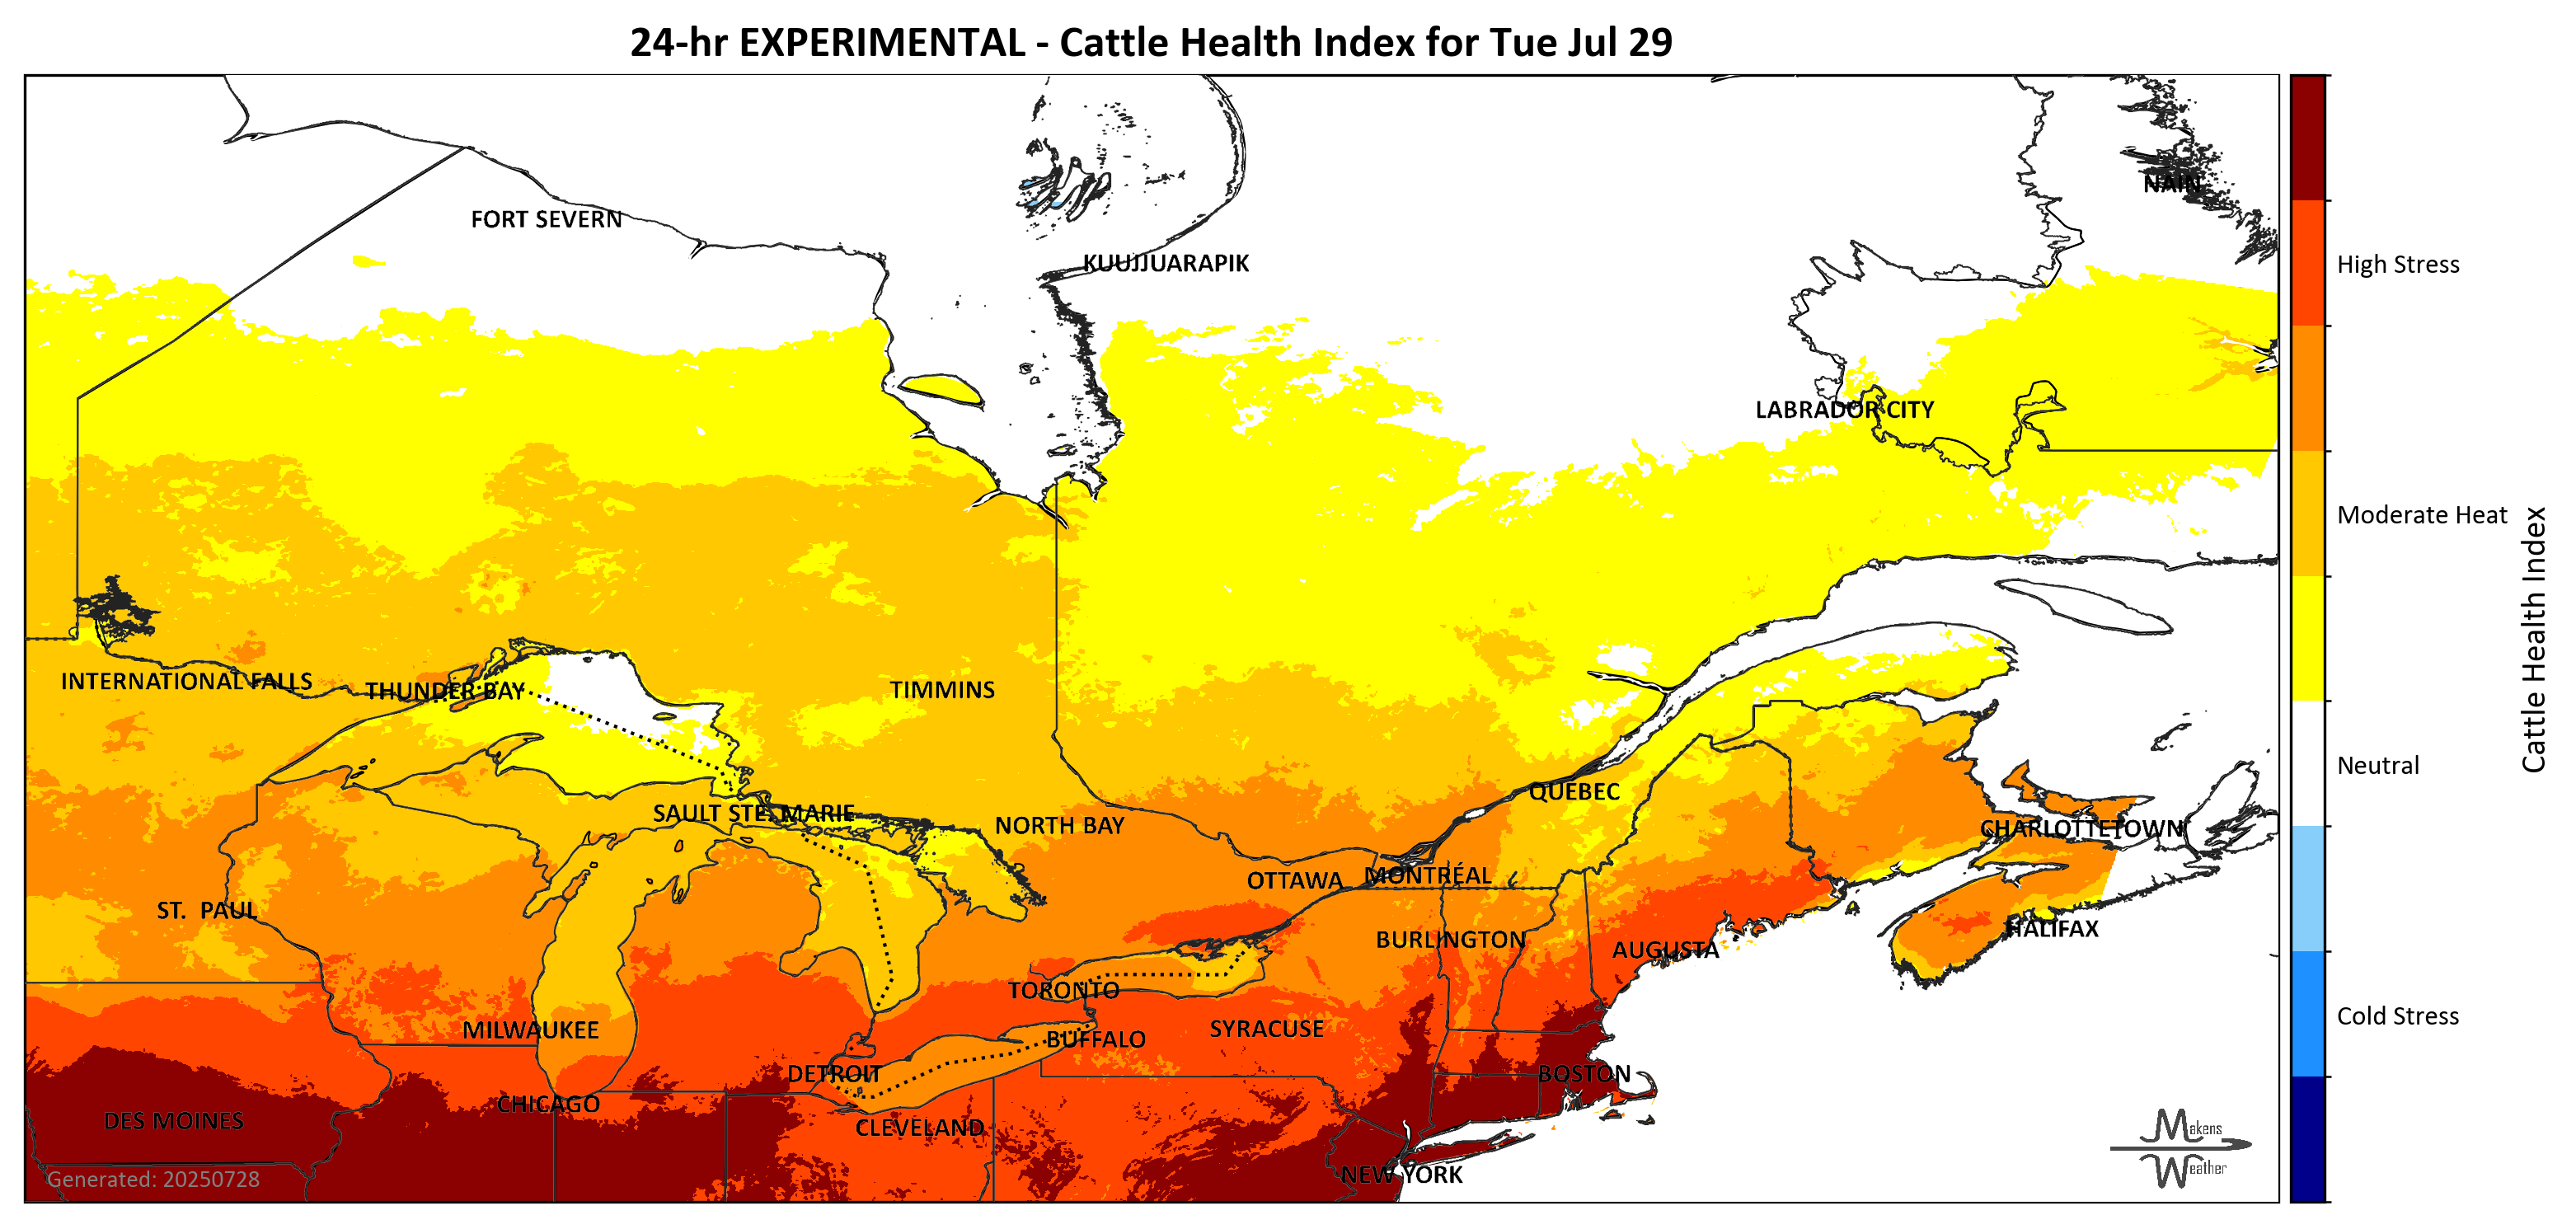 24-hr EXPERIMENTAL - Cattle Health Index for Tue Jul 29
NAIN
FORT SEVERN
KUUJJUARAPIK
High Stress
LABRADOR CITY
Moderate Heat
Cattle Health Index
INTERNATIONAL FALLS
THUNDER BAY
TIMMINS
Neutral
QUEBEC
SAULT STE. MARIE
NORTH BAY
CHARLOTTETOWN
OTTAWA
MONTRÉAL
ST. PAUL
HALIFAX
BURLINGTON
AUGUSTA
TORONTO
Cold Stress
MILWAUKEE
SYRACUSE
BUFFALO
DETROIT
BOSTON
CHICAGO
DES MOINES
CLEVELAND
Makens
Weather
NEW YORK
Generated: 20250728